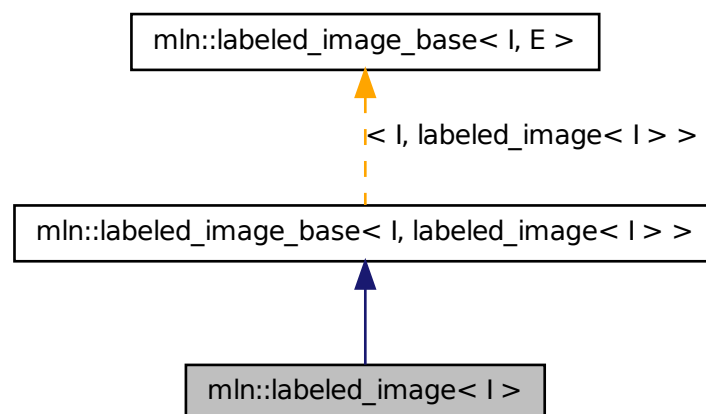 mln::labeled_image_base< I, E >
< I, labeled_image< I > >
mln::labeled_image_base< I, labeled_image< I > >
mln::labeled_image< I >